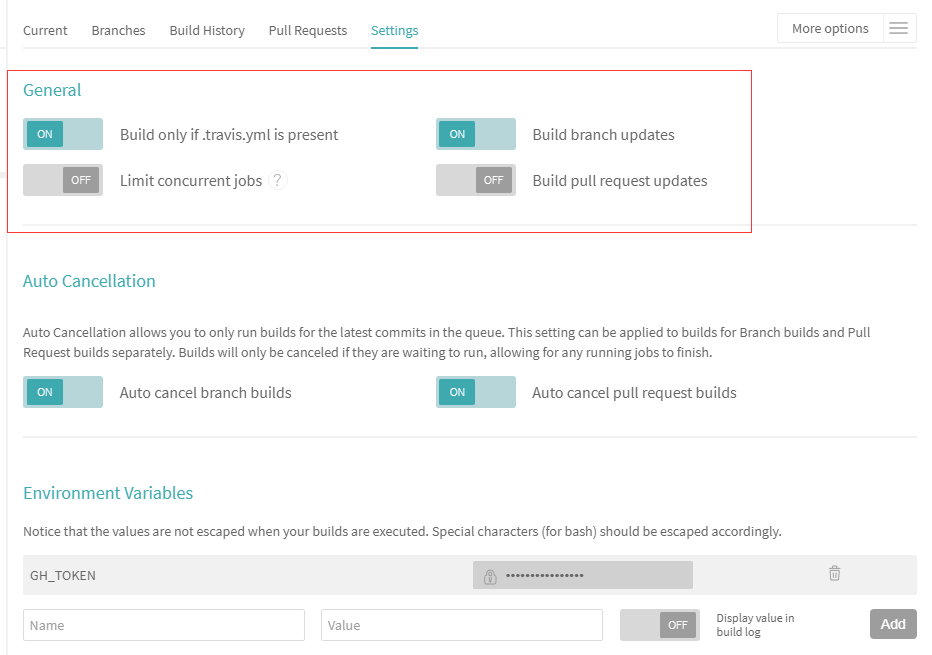 Current Branches Build History Pull Requests Settings More options
General
ON Build only if .travis.yml is present ON Build branch updates
OFF Limit concurrent jobs ? OFF Build pull request updates
Auto Cancellation
Auto Cancellation allows you to only run builds for the latest commits in the queue. This setting can be applied to builds for Branch builds and Pull
Request builds separately. Builds will only be canceled if they are waiting to run, allowing for any running jobs to finish.
ON Auto cancel branch builds ON Auto cancel pull request builds
Environment Variables
Notice that the values are not escaped when your builds are executed. Special characters (for bash) should be escaped accordingly.
GH_TOKEN ••••••••••••••••
Name Value OFF Display value in
build log Add